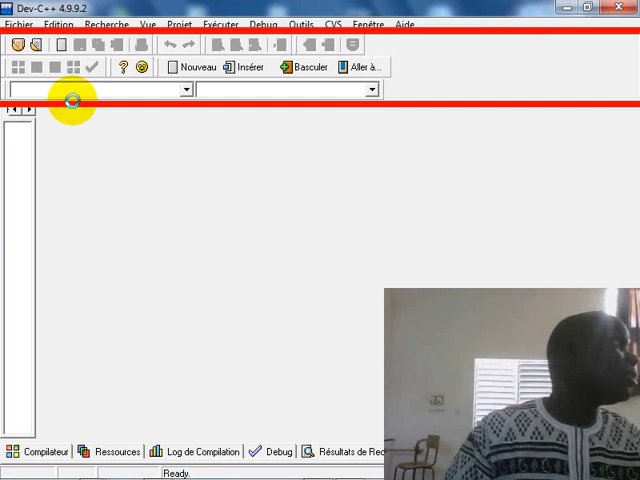 Dev-C++ 4.9.9.2
Fichier Edition Recherche Vue Projet Exécuter Debug Outils CVS Fenêtre Aide
Nouveau Insérer Basculer Aller à...
Compilateur Ressources Log de Compilation Debug Résultats de Rec
Ready.